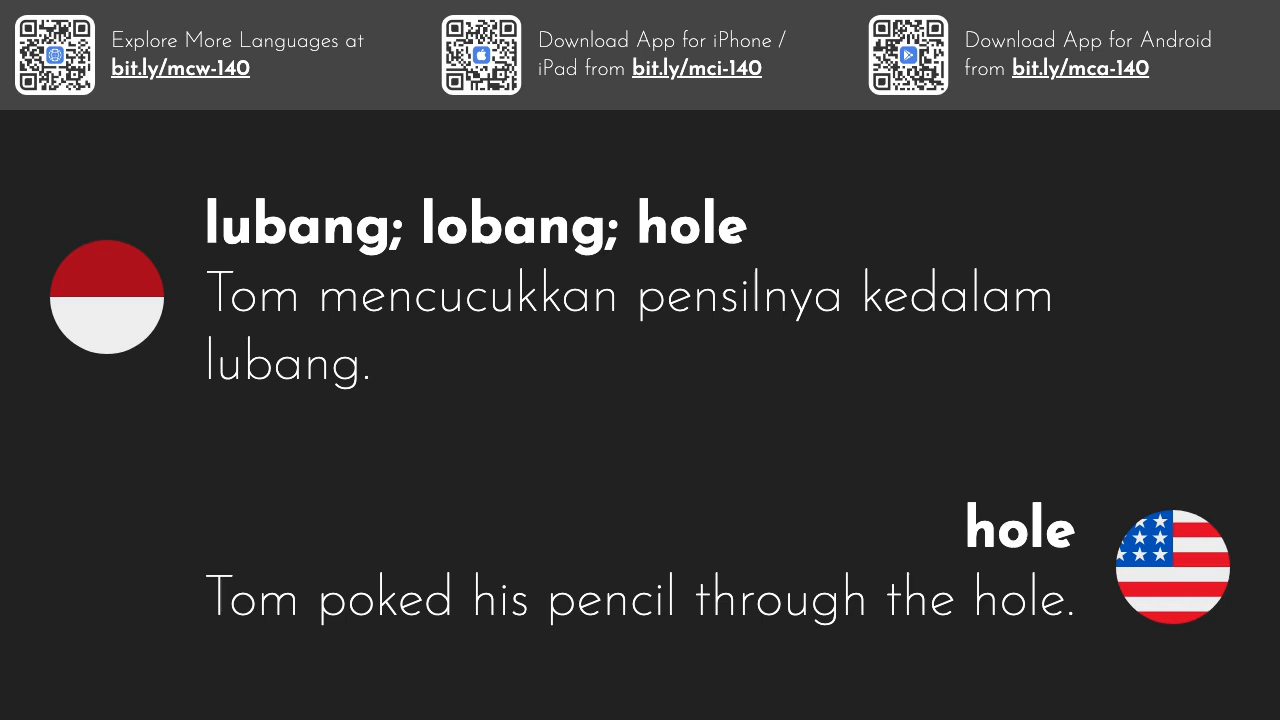 Explore More Languages at
bit.ly/mcw-140
Download App for iPhone /
iPad from bit.ly/mci-140
Download App for Android
from bit.ly/mca-140
lubang; lobang; hole
Tom mencucukkan pensilnya kedalam
lubang.
hole
Tom poked his pencil through the hole.